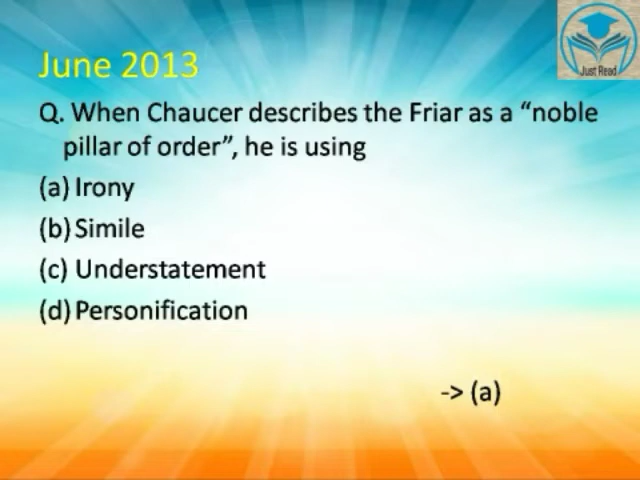 Just Read
June 2013
Q. When Chaucer describes the Friar as a “noble
pillar of order”, he is using
(a) Irony
(b) Simile
(c) Understatement
(d) Personification
-> (a)